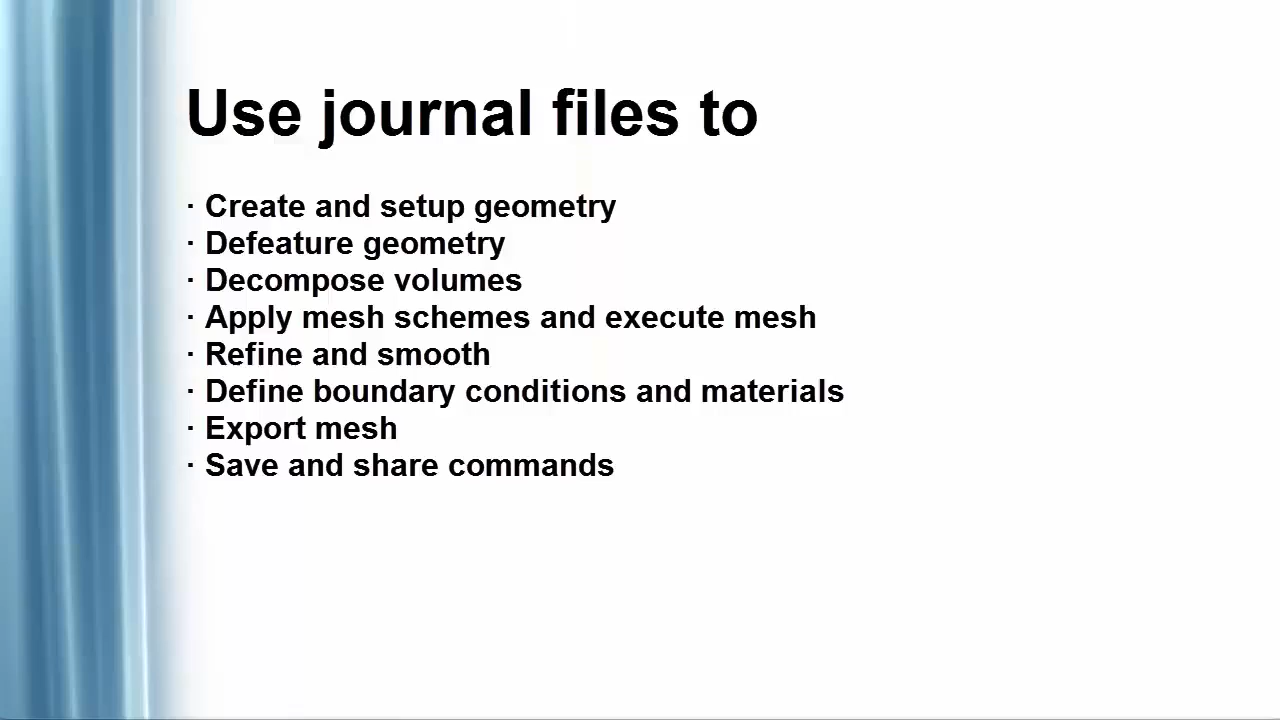 Use journal files to
· Create and setup geometry
· Defeature geometry
· Decompose volumes
· Apply mesh schemes and execute mesh
· Refine and smooth
· Define boundary conditions and materials
· Export mesh
· Save and share commands